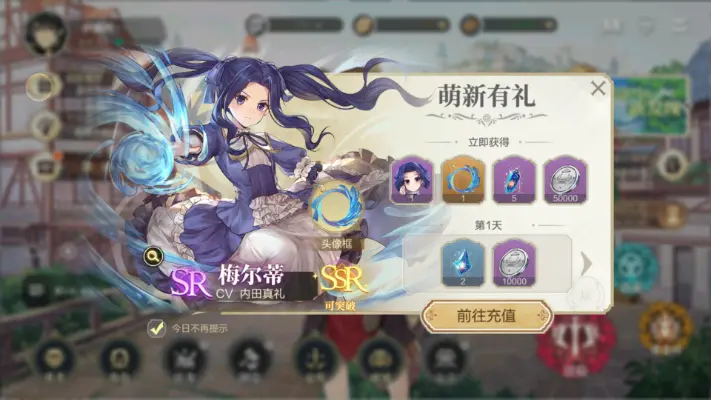 萌新有礼
立即获得
1
5
50000
第1天
2
10000
头像框
SR
梅尔蒂
CV 内田真礼
SSR
可突破
前往充值
今日不再提示